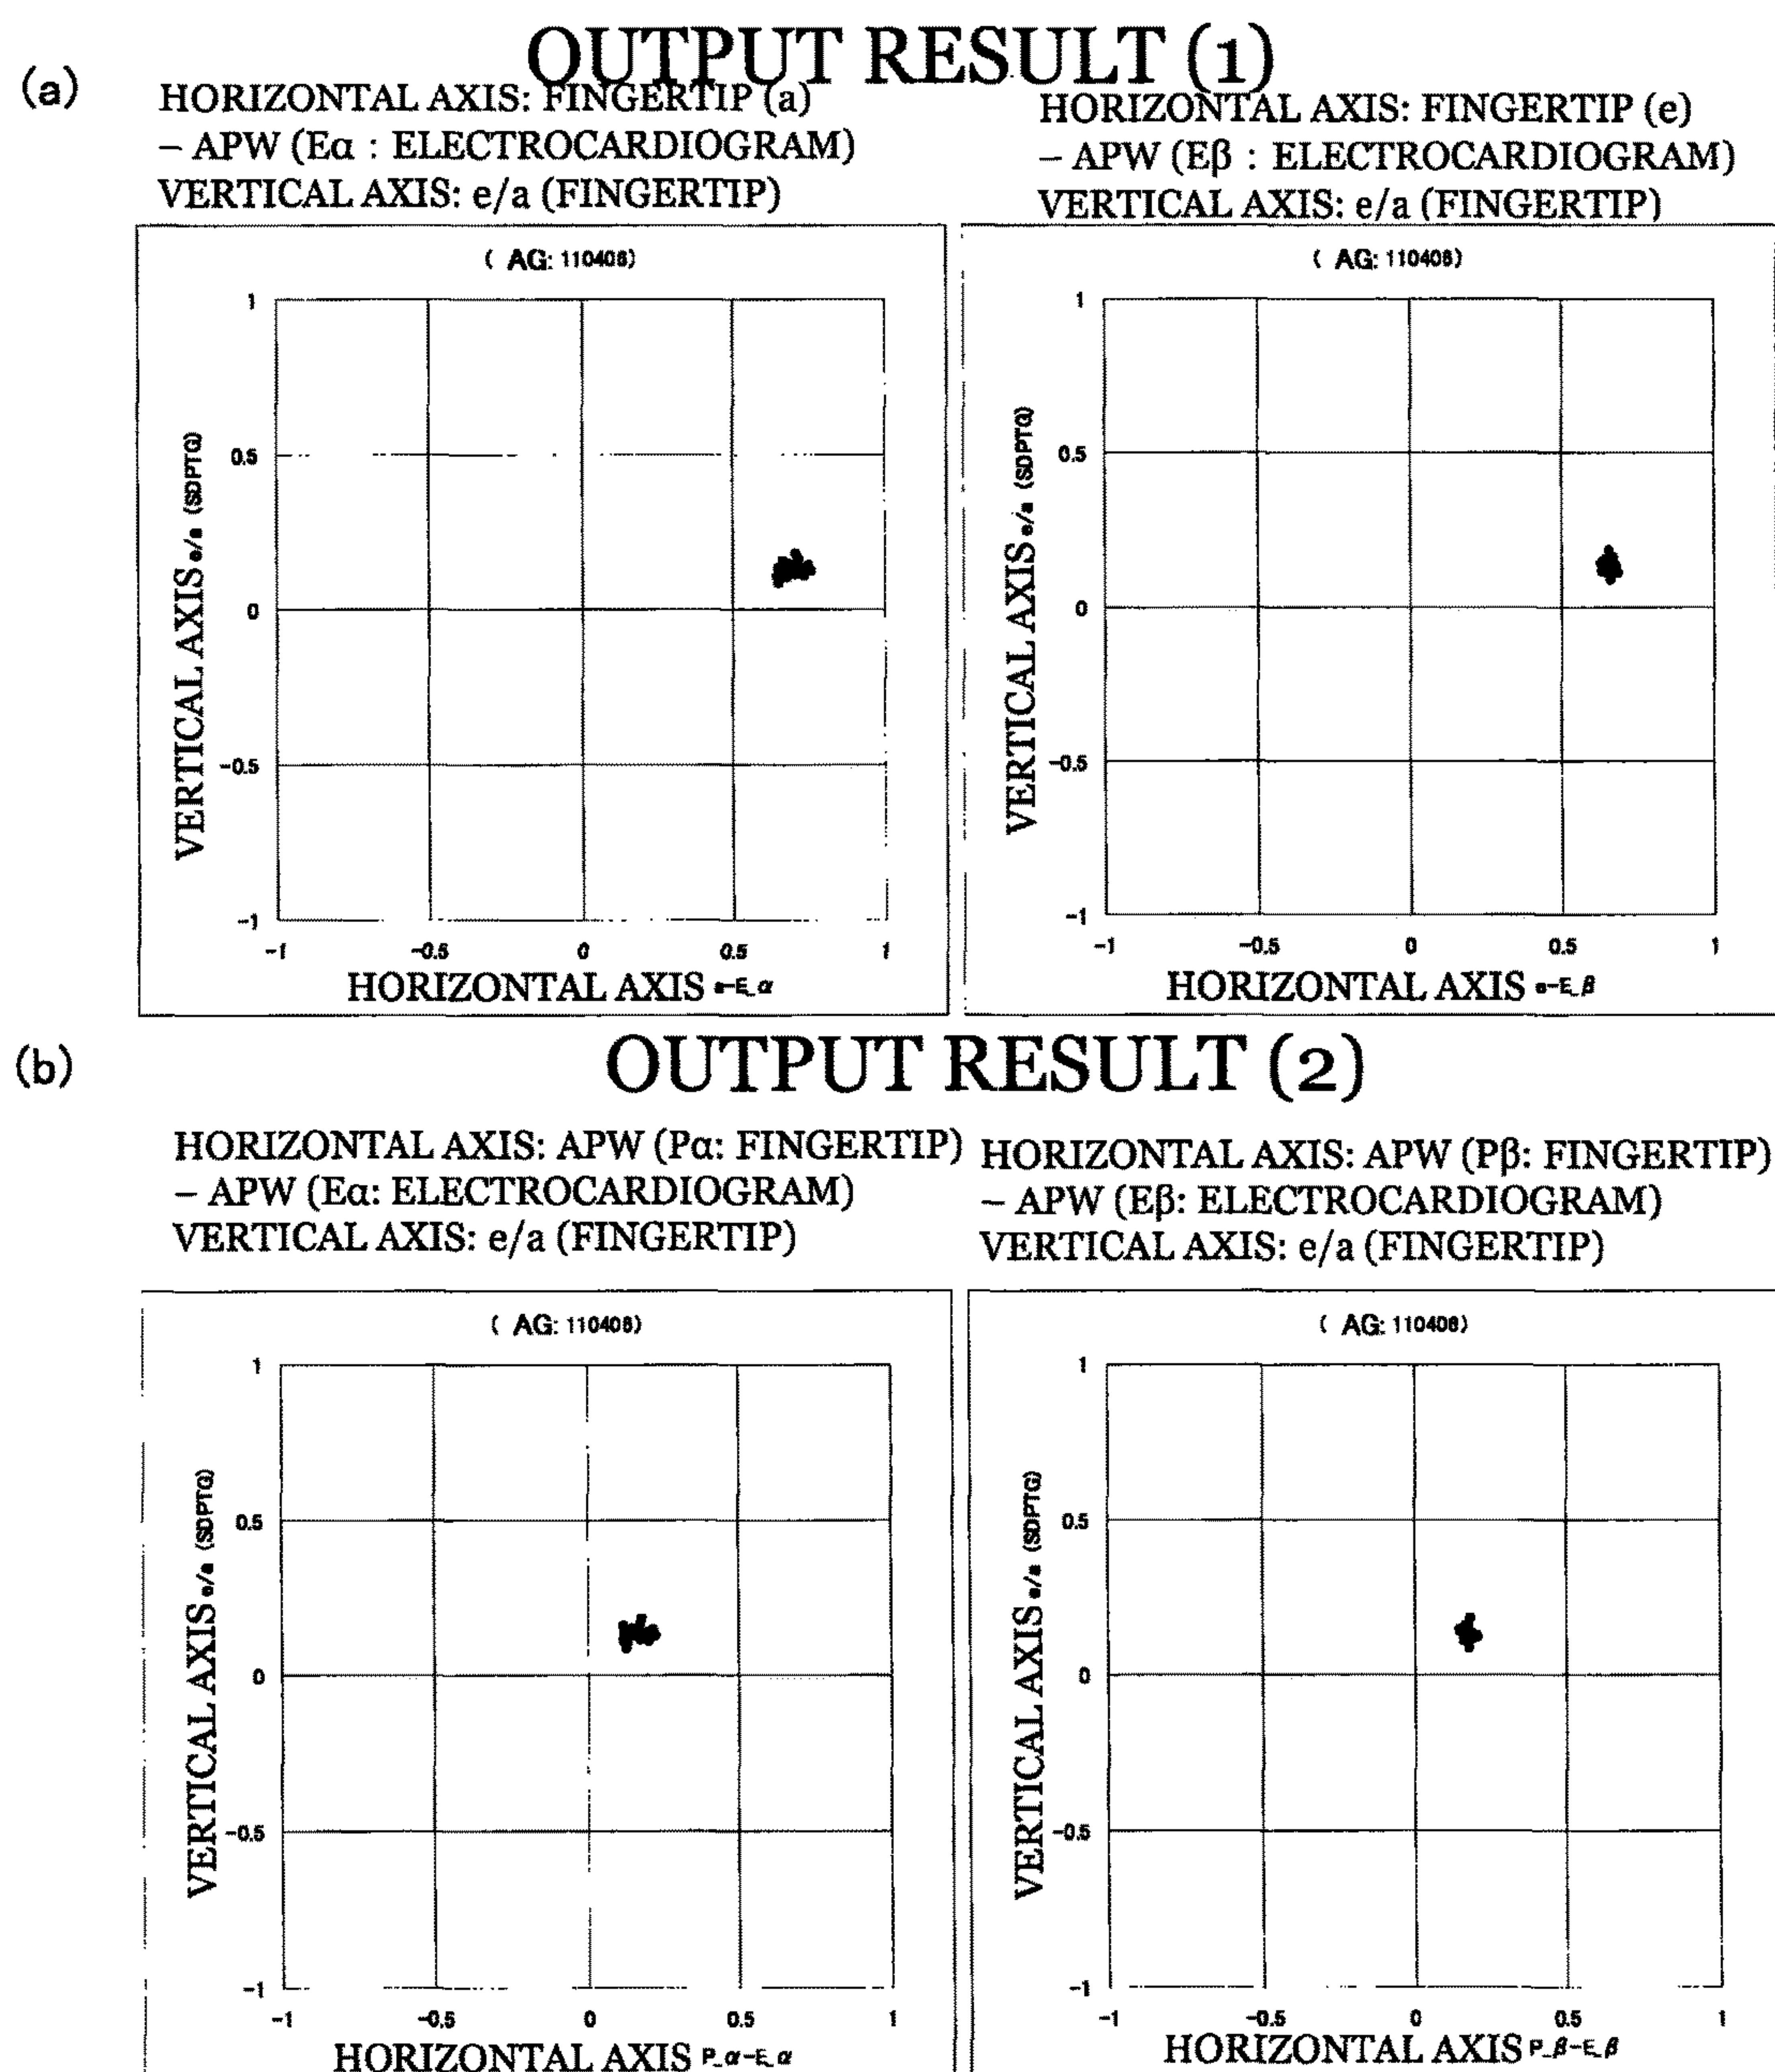 OUTPUT RESULT (1)
(a)
HORIZONTAL AXIS: FINGERTIP (a)
– APW (Eα : ELECTROCARDIOGRAM)
VERTICAL AXIS: e/a (FINGERTIP)
HORIZONTAL AXIS: FINGERTIP (e)
– APW (Eβ : ELECTROCARDIOGRAM)
VERTICAL AXIS: e/a (FINGERTIP)
( AG: 110408)
1
0.5
0
-0.5
-1
VERTICAL AXIS e/a (SDPTG)
-1 -0.5 0 0.5 1
HORIZONTAL AXIS a-E_α
( AG: 110408)
1
0.5
0
-0.5
-1
VERTICAL AXIS e/a (SDPTG)
-1 -0.5 0 0.5 1
HORIZONTAL AXIS e-E_β
(b)
OUTPUT RESULT (2)
HORIZONTAL AXIS: APW (Pα: FINGERTIP)
– APW (Eα: ELECTROCARDIOGRAM)
VERTICAL AXIS: e/a (FINGERTIP)
HORIZONTAL AXIS: APW (Pβ: FINGERTIP)
– APW (Eβ: ELECTROCARDIOGRAM)
VERTICAL AXIS: e/a (FINGERTIP)
( AG: 110408)
1
0.5
0
-0.5
-1
VERTICAL AXIS e/a (SDPTG)
-1 -0.5 0 0.5 1
HORIZONTAL AXIS P_α-E_α
( AG: 110408)
1
0.5
0
-0.5
-1
VERTICAL AXIS e/a (SDPTG)
-1 -0.5 0 0.5 1
HORIZONTAL AXIS P_β-E_β